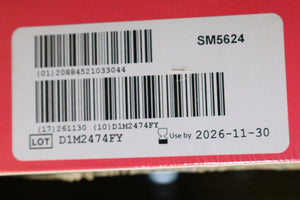 SM5624
(01)20884521033044
(17)261130 (10)D1M2474FY
LOT D1M2474FY
Use by 2026-11-30